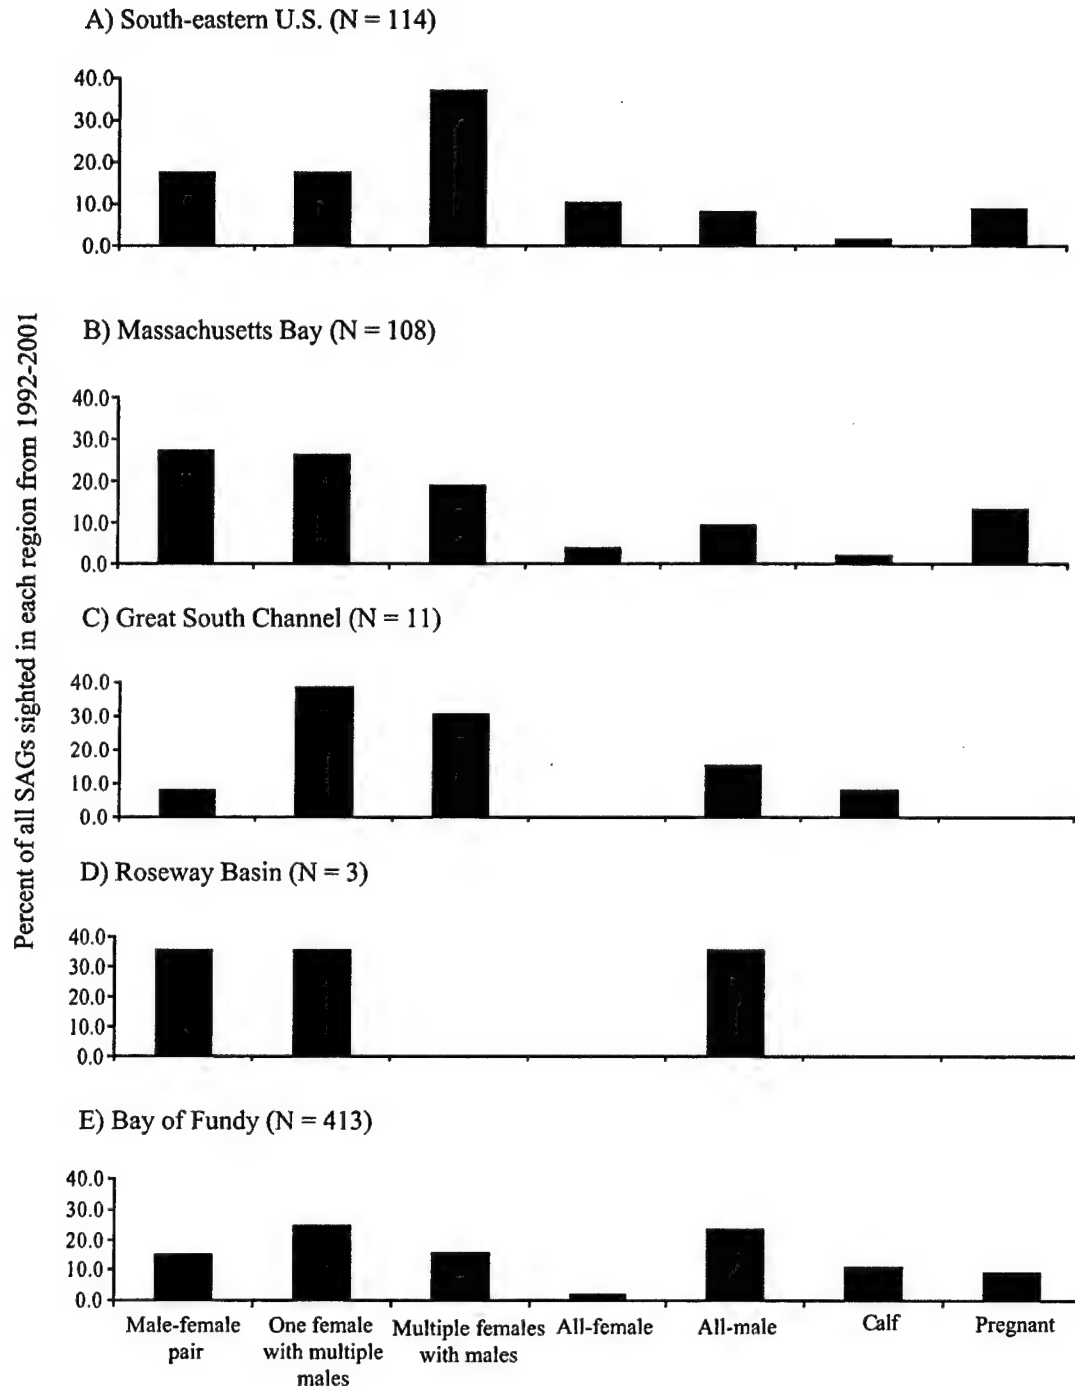 A) South-eastern U.S. (N = 114)
40.0
30.0
20.0
10.0
0.0
Percent of all SAGs sighted in each region from 1992-2001
B) Massachusetts Bay (N = 108)
40.0
30.0
20.0
10.0
0.0
C) Great South Channel (N = 11)
40.0
30.0
20.0
10.0
0.0
D) Roseway Basin (N = 3)
40.0
30.0
20.0
10.0
0.0
E) Bay of Fundy (N = 413)
40.0
30.0
20.0
10.0
0.0
Male-female
pair
One female
with multiple
males
Multiple females
with males
All-female
All-male
Calf
Pregnant